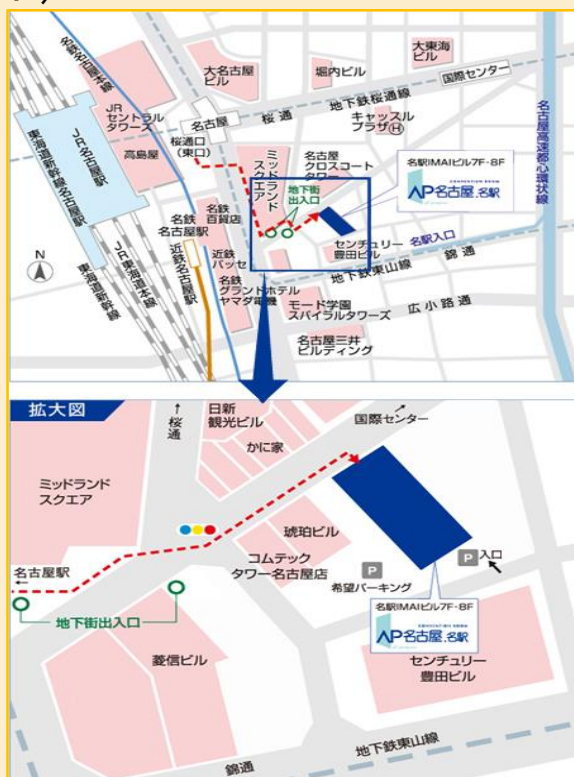 名鉄名古屋本線
大名古屋
ビル
堀内ビル
大東海
ビル
国際センター
JR
セントラル
タワーズ
名古屋
桜通
地下鉄桜通線
キャッスル
プラザ
H
名古屋高速都心環状線
JR名古屋駅
東海道新幹線名古屋駅
高島屋
桜通口
(東口)
ミッドランド
スクエア
名古屋
クロスコート
タワー
名駅IMAIビル7F・8F
AP名古屋.名駅
地下街
出入口
名鉄
百貨店
名鉄
名古屋駅
近鉄
パッセ
センチュリー
豊田ビル
名駅入口
錦通
地下鉄東山線
N
JR東海道本線
東海道新幹線
近鉄名古屋駅
名鉄
グランドホテル
ヤマダ電機
モード学園
スパイラルタワーズ
広小路通
名古屋三井
ビルディング
拡大図
↑
桜通
日新
観光ビル
かに家
国際センター
ミッドランド
スクエア
琥珀ビル
コムテック
タワー名古屋店
名古屋駅
←
P
希望パーキング
P
入口
地下街出入口
名駅IMAIビル7F・8F
AP名古屋.名駅
菱信ビル
センチュリー
豊田ビル
地下鉄東山線
錦通